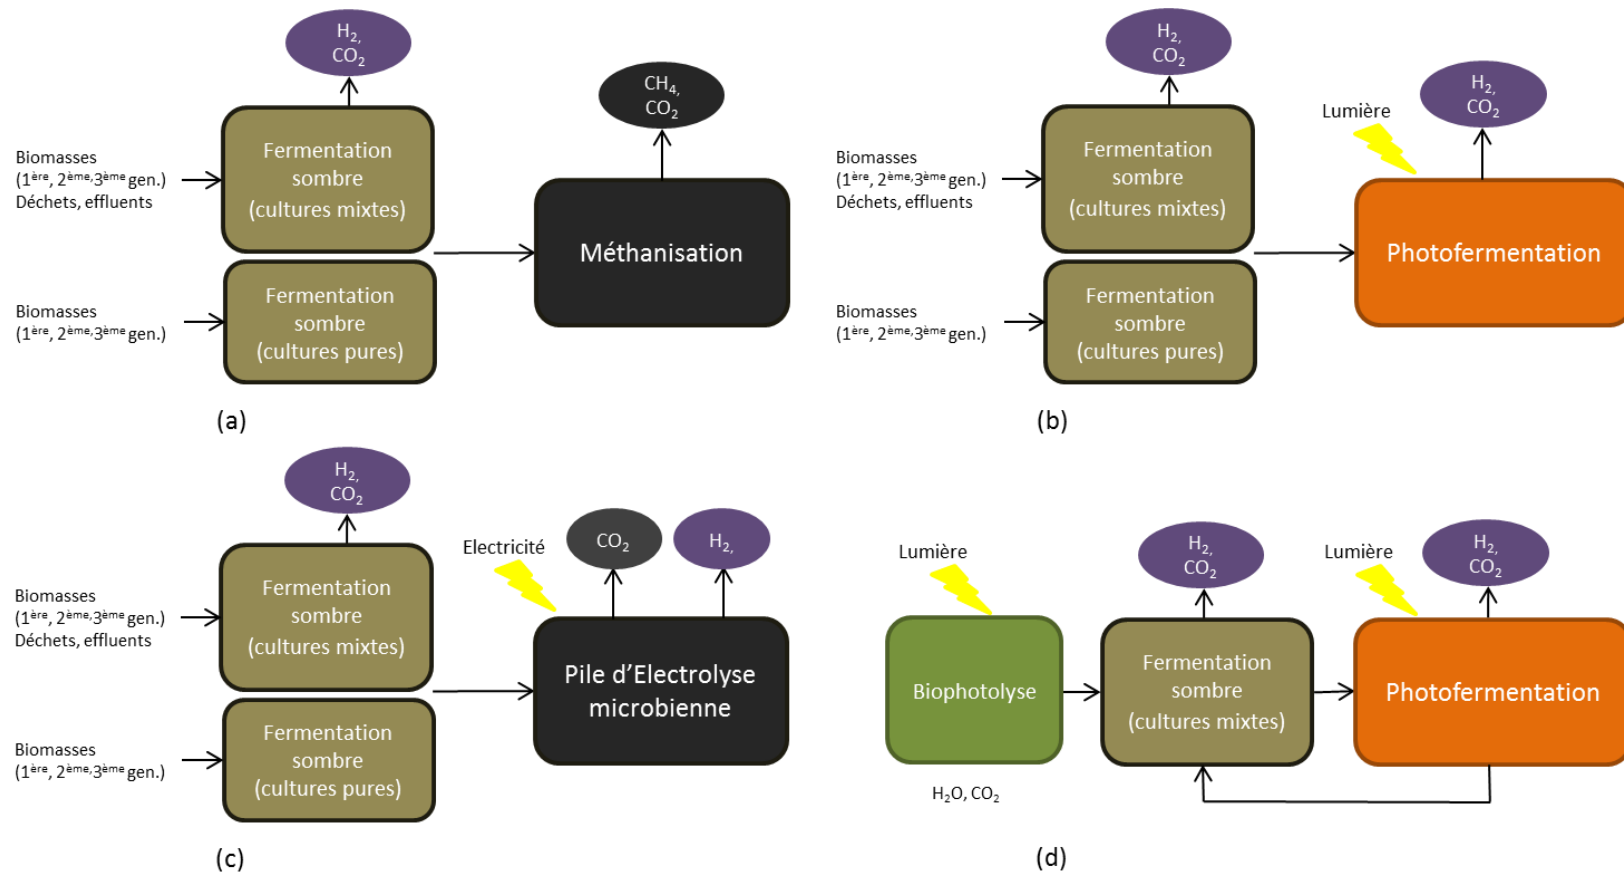 H₂,
CO₂
CH₄,
CO₂
Biomasses
(1ère, 2ème,3ème gen.)
Déchets, effluents
Fermentation
sombre
(cultures mixtes)
Méthanisation
Biomasses
(1ère, 2ème,3ème gen.)
Fermentation
sombre
(cultures pures)
(a)
H₂,
CO₂
H₂,
CO₂
Lumière
Biomasses
(1ère, 2ème,3ème gen.)
Déchets, effluents
Fermentation
sombre
(cultures mixtes)
Photofermentation
Biomasses
(1ère, 2ème,3ème gen.)
Fermentation
sombre
(cultures pures)
(b)
H₂,
CO₂
Electricité
CO₂
H₂,
Biomasses
(1ère, 2ème,3ème gen.)
Déchets, effluents
Fermentation
sombre
(cultures mixtes)
Pile d’Electrolyse
microbienne
Biomasses
(1ère, 2ème,3ème gen.)
Fermentation
sombre
(cultures pures)
(c)
Lumière
H₂,
CO₂
Lumière
H₂,
CO₂
Biophotolyse
Fermentation
sombre
(cultures mixtes)
Photofermentation
H₂O, CO₂
(d)